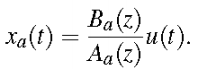 x_a(t) = \frac{B_a(z)}{A_a(z)} u(t).